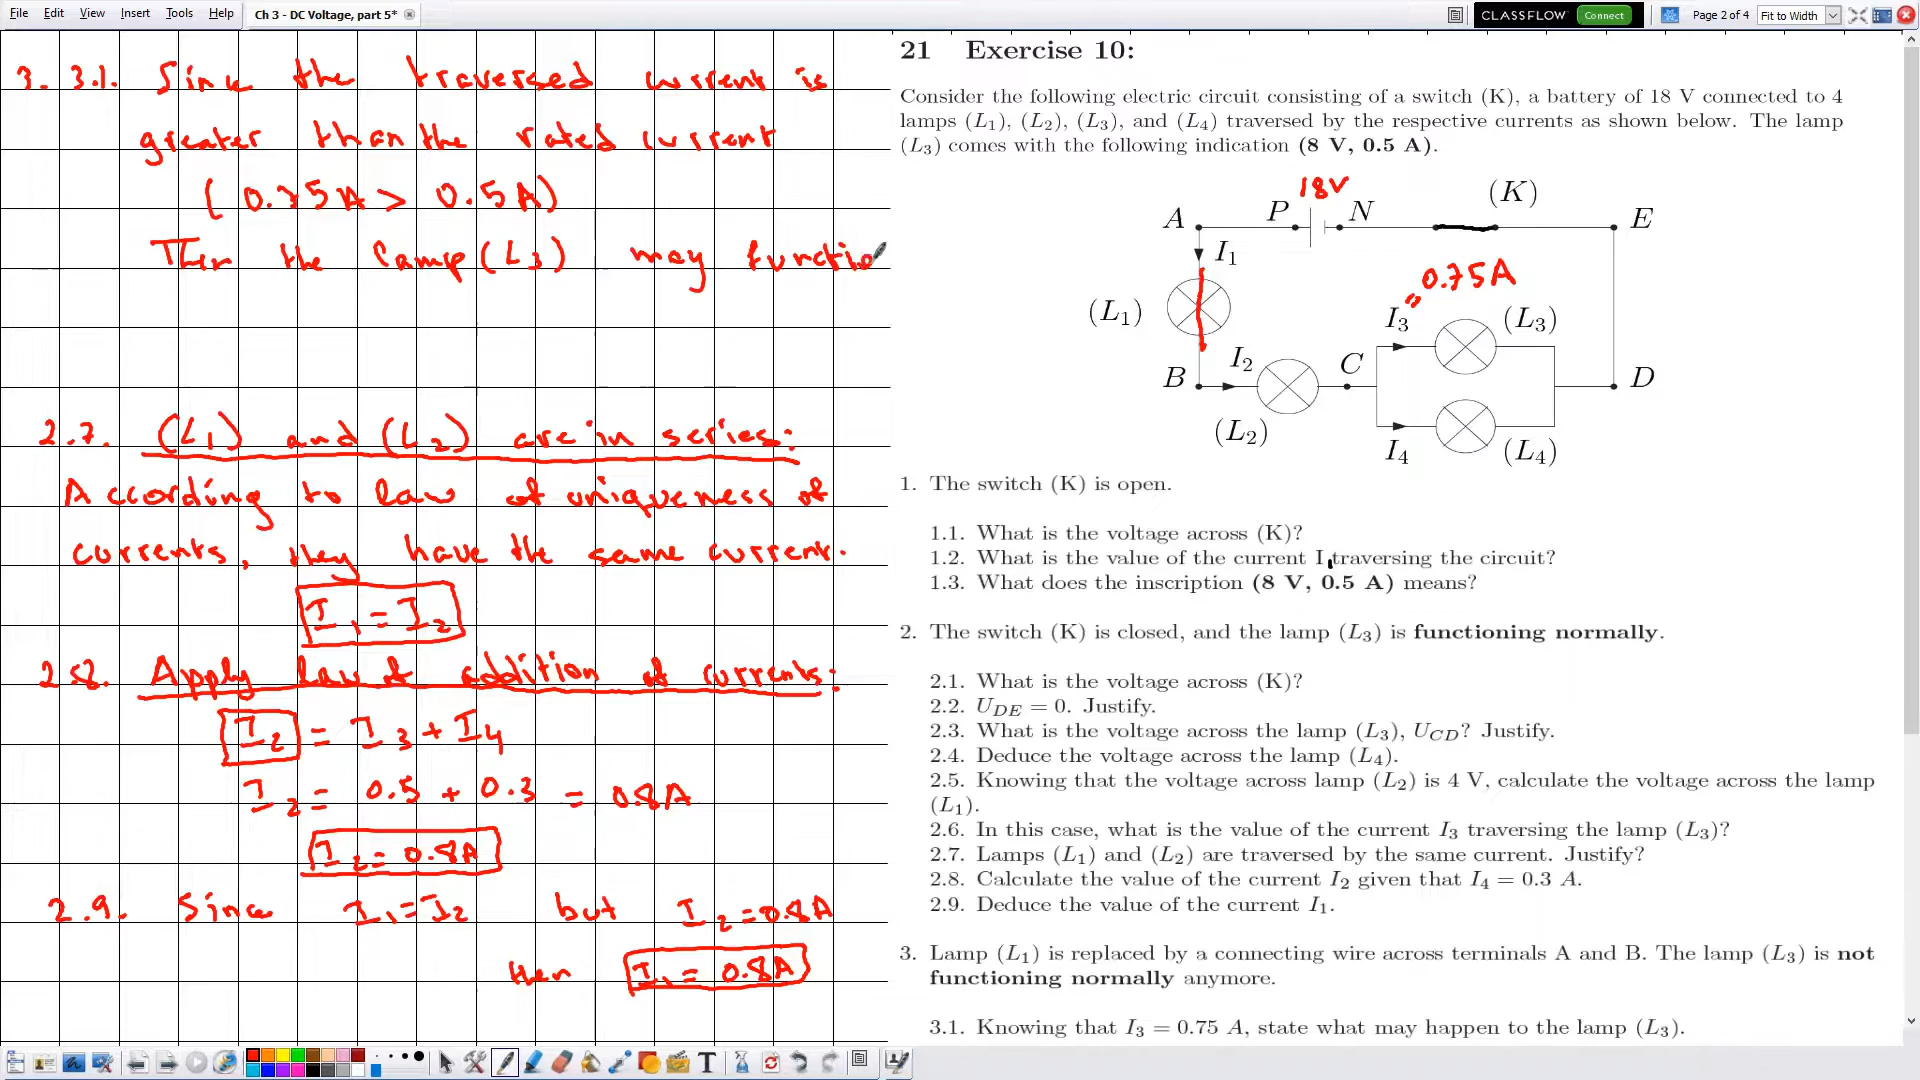 File Edit View Insert Tools Help Ch 3 - DC Voltage, part 5* CLASSFLOW Connect Page 2 of 4 Fit to Width
3. 3.1. Since the traversed current is
greater than the rated current
(0.75A > 0.5A)
Then the lamp (L3) may functio
2.7. (L1) and (L2) are in series:
According to law of uniqueness of
currents, they have the same current.
I1 = I2
2.8. Apply law of addition of currents:
I2 = I3 + I4
I2 = 0.5 + 0.3 = 0.8A
I2 = 0.8A
2.9. Since I1 = I2 but I2 = 0.8A
then I1 = 0.8A
21 Exercise 10:
Consider the following electric circuit consisting of a switch (K), a battery of 18 V connected to 4
lamps (L1), (L2), (L3), and (L4) traversed by the respective currents as shown below. The lamp
(L3) comes with the following indication (8 V, 0.5 A).
18V (K)
A P N E
I1
= 0.75A
(L1) I3 (L3)
B I2 C D
(L2) I4 (L4)
1. The switch (K) is open.
1.1. What is the voltage across (K)?
1.2. What is the value of the current I traversing the circuit?
1.3. What does the inscription (8 V, 0.5 A) means?
2. The switch (K) is closed, and the lamp (L3) is functioning normally.
2.1. What is the voltage across (K)?
2.2. UDE = 0. Justify.
2.3. What is the voltage across the lamp (L3), UCD? Justify.
2.4. Deduce the voltage across the lamp (L4).
2.5. Knowing that the voltage across lamp (L2) is 4 V, calculate the voltage across the lamp
(L1).
2.6. In this case, what is the value of the current I3 traversing the lamp (L3)?
2.7. Lamps (L1) and (L2) are traversed by the same current. Justify?
2.8. Calculate the value of the current I2 given that I4 = 0.3 A.
2.9. Deduce the value of the current I1.
3. Lamp (L1) is replaced by a connecting wire across terminals A and B. The lamp (L3) is not
functioning normally anymore.
3.1. Knowing that I3 = 0.75 A, state what may happen to the lamp (L3).